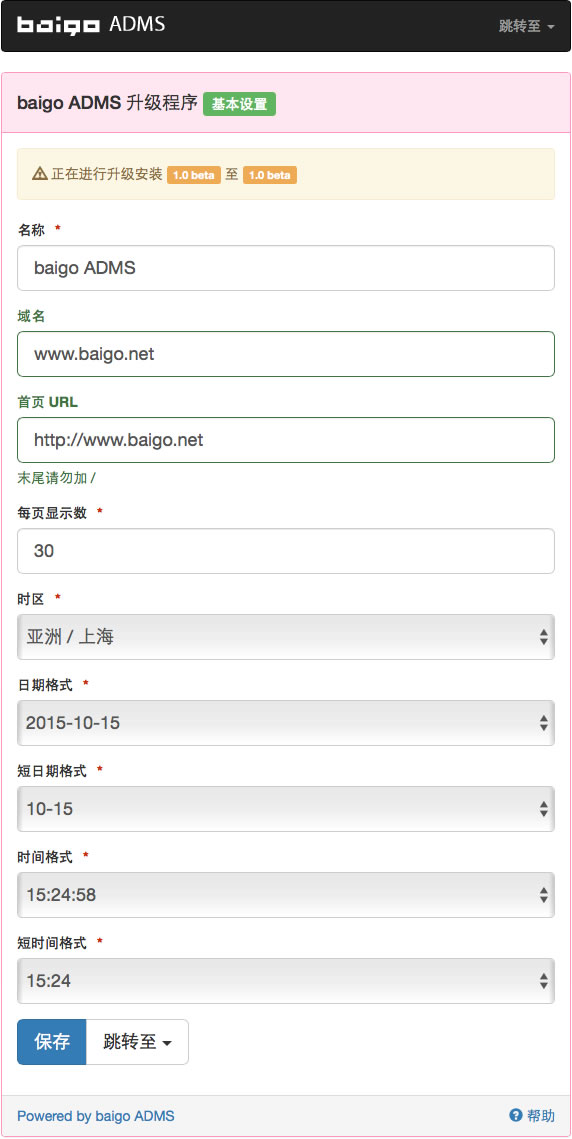 baigo ADMS
跳转至
baigo ADMS 升级程序 基本设置
正在进行升级安装 1.0 beta 至 1.0 beta
名称 *
baigo ADMS
域名
www.baigo.net
首页 URL
http://www.baigo.net
末尾请勿加 /
每页显示数 *
30
时区 *
亚洲 / 上海
日期格式 *
2015-10-15
短日期格式 *
10-15
时间格式 *
15:24:58
短时间格式 *
15:24
保存 跳转至
Powered by baigo ADMS
帮助